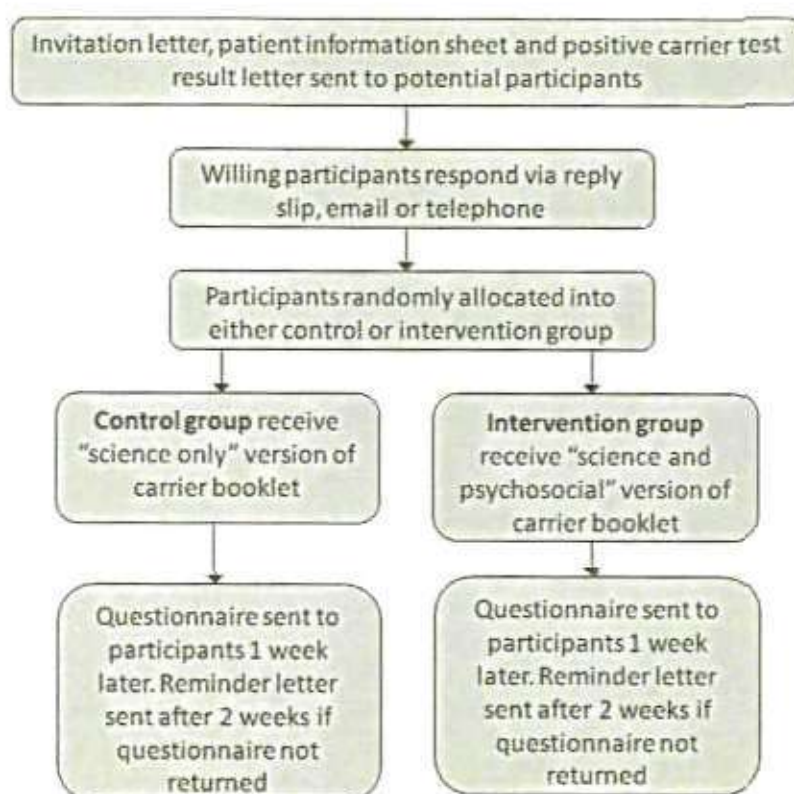 Invitation letter, patient information sheet and positive carrier test
result letter sent to potential participants
Willing participants respond via reply
slip, email or telephone
Participants randomly allocated into
either control or intervention group
Control group receive
"science only" version of
carrier booklet
Intervention group
receive "science and
psychosocial" version of
carrier booklet
Questionnaire sent to
participants 1 week
later. Reminder letter
sent after 2 weeks if
questionnaire not
returned
Questionnaire sent to
participants 1 week
later. Reminder letter
sent after 2 weeks if
questionnaire not
returned